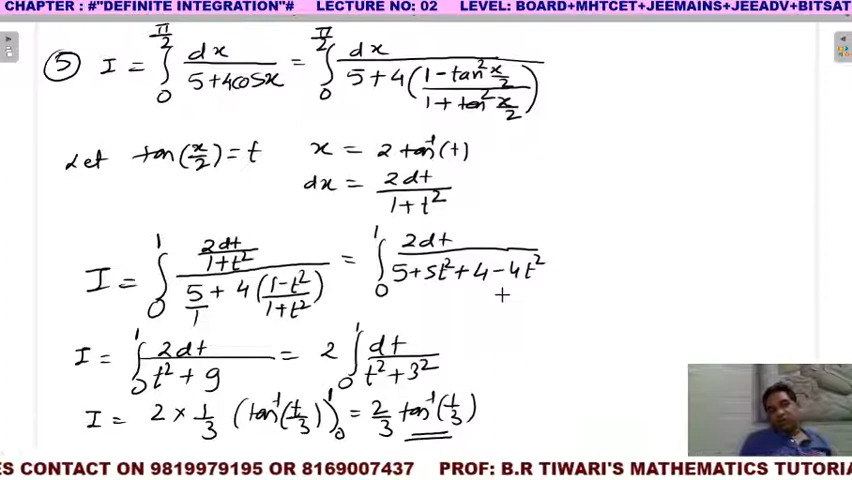 CHAPTER : #"DEFINITE INTEGRATION"# LECTURE NO: 02 LEVEL: BOARD+MHTCET+JEEMAINS+JEEADV+BITSAT
⑤ I = ∫₀^{π/2} dx/(5+4cosx) = ∫₀^{π/2} dx/(5+4((1-tan² x/2)/(1+tan² x/2)))
Let tan(x/2) = t x = 2 tan⁻¹(t)
dx = 2dt/(1+t²)
I = ∫₀¹ (2dt/(1+t²))/(5/1 + 4((1-t²)/(1+t²))) = ∫₀¹ 2dt/(5+5t²+4-4t²)
+
I = ∫₀¹ 2dt/(t²+9) = 2 ∫₀¹ dt/(t²+3²)
I = 2 × 1/3 (tan⁻¹(t/3))₀¹ = 2/3 tan⁻¹(1/3)
ES CONTACT ON 9819979195 OR 8169007437 PROF: B.R TIWARI'S MATHEMATICS TUTORIA